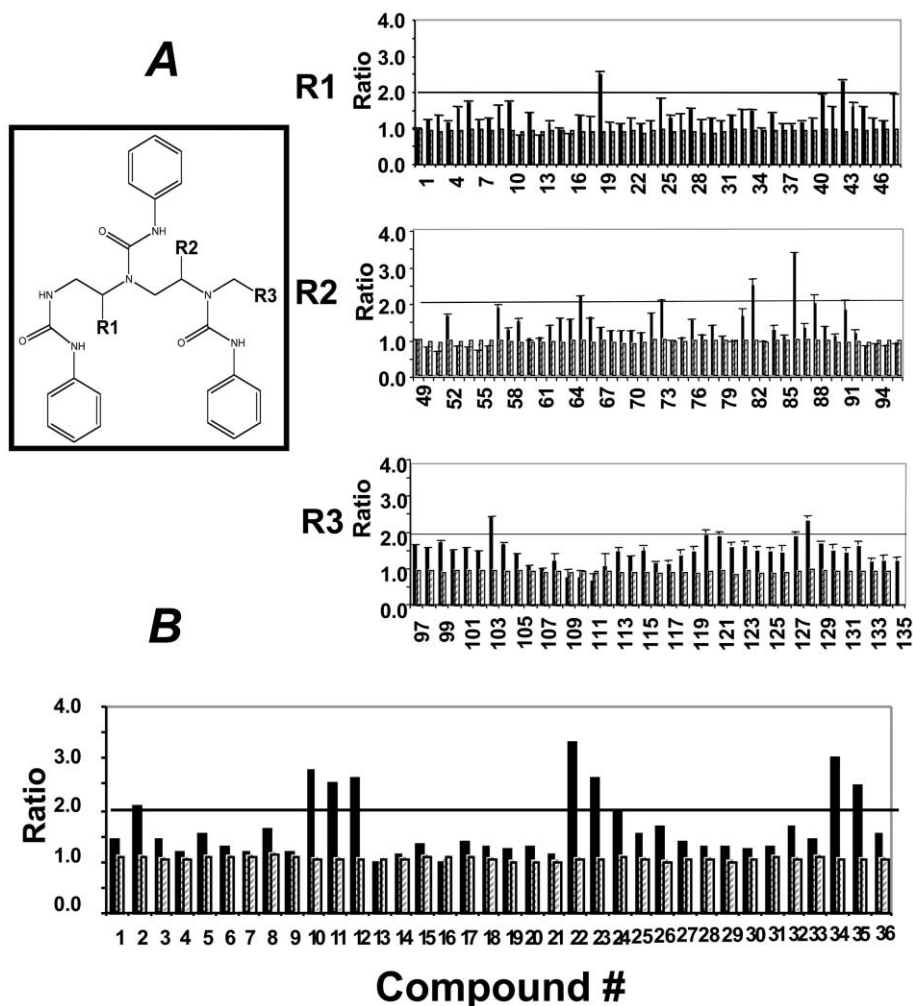 A
R1
Ratio
4.0
3.0
2.0
1.0
0.0
1 4 7 10 13 16 19 22 25 28 31 34 37 40 43 46
NH
O
R2
N
N
HN
R1
R3
O
O
NH
NH
R2
Ratio
4.0
3.0
2.0
1.0
0.0
49 52 55 58 61 64 67 70 73 76 79 82 85 88 91 94
R3
Ratio
4.0
3.0
2.0
1.0
0.0
97 99 101 103 105 107 109 111 113 115 117 119 121 123 125 127 129 131 133 135
B
Ratio
4.0
3.0
2.0
1.0
0.0
1 2 3 4 5 6 7 8 9 10 11 12 13 14 15 16 17 18 19 20 21 22 23 24 25 26 27 28 29 30 31 32 33 34 35 36
Compound #